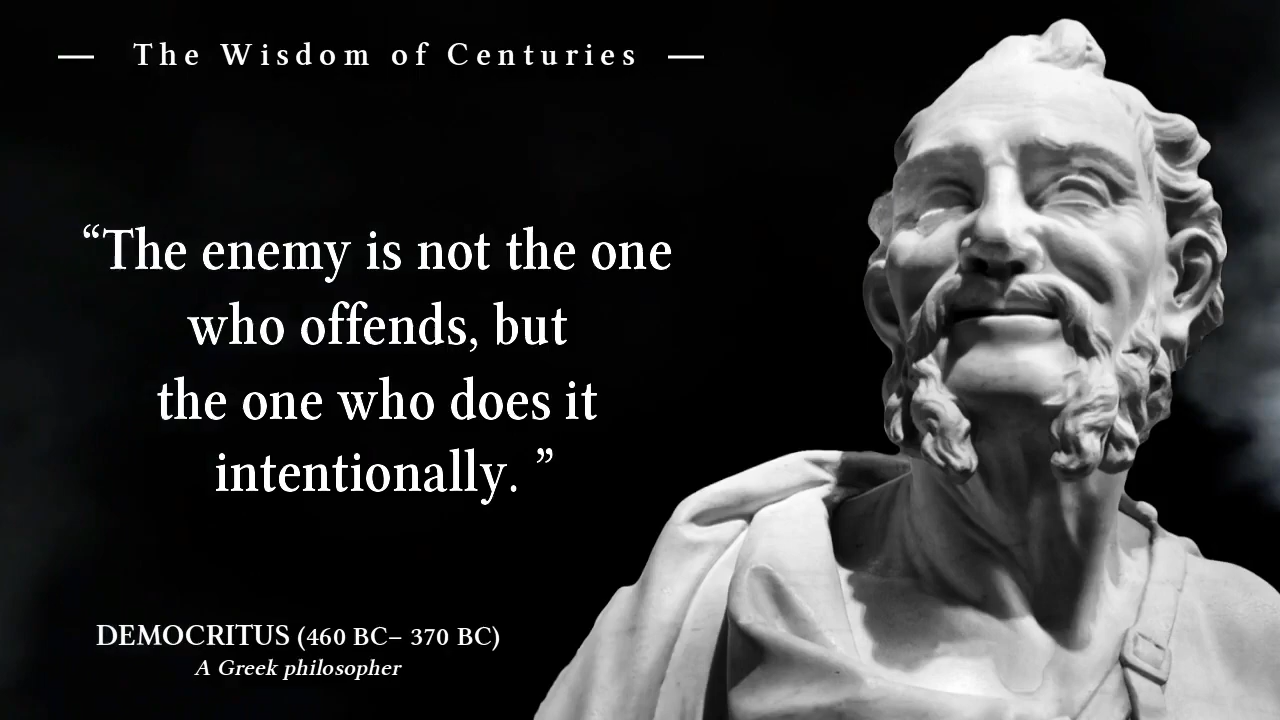 — The Wisdom of Centuries —
“The enemy is not the one
who offends, but
the one who does it
intentionally. ”
DEMOCRITUS (460 BC– 370 BC)
A Greek philosopher